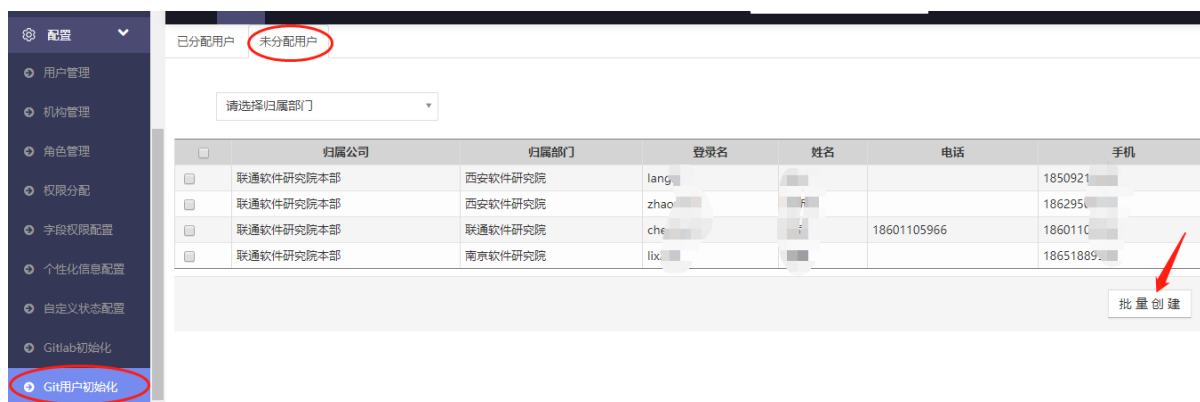 配置
用户管理
机构管理
角色管理
权限分配
字段权限配置
个性化信息配置
自定义状态配置
Gitlab初始化
Git用户初始化
已分配用户 未分配用户
请选择归属部门
归属公司 归属部门 登录名 姓名 电话 手机
联通软件研究院本部 西安软件研究院 lang 1850921
联通软件研究院本部 西安软件研究院 zhao 186295
联通软件研究院本部 联通软件研究院 che 18601105966 186011
联通软件研究院本部 南京软件研究院 lix 18651889
批量创建